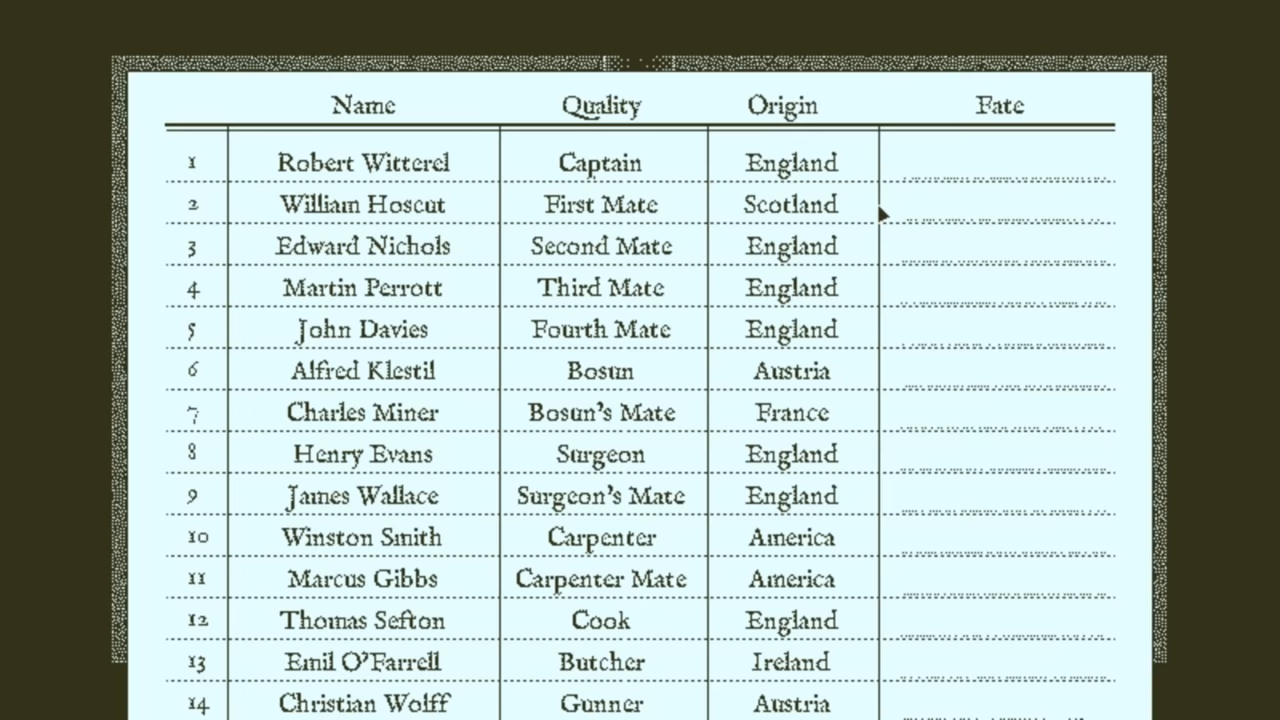 Name Quality Origin Fate
1 Robert Witterel Captain England
2 William Hoscut First Mate Scotland
3 Edward Nichols Second Mate England
4 Martin Perrott Third Mate England
5 John Davies Fourth Mate England
6 Alfred Klestil Bosun Austria
7 Charles Miner Bosun's Mate France
8 Henry Evans Surgeon England
9 James Wallace Surgeon's Mate England
10 Winston Smith Carpenter America
11 Marcus Gibbs Carpenter Mate America
12 Thomas Sefton Cook England
13 Emil O'Farrell Butcher Ireland
14 Christian Wolff Gunner Austria